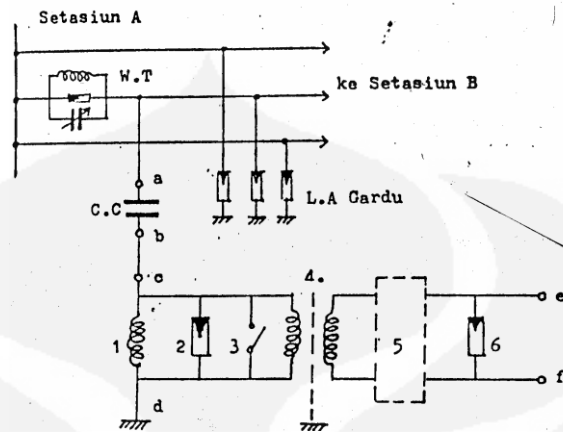 Setasiun A
W.T
ke Setasiun B
a
C.C
L.A Gardu
b
c
4.
e
1
2
3
5
6
d
f